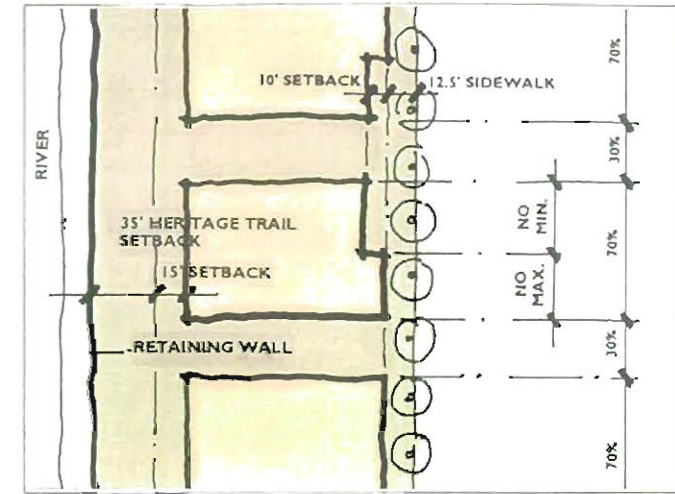 10' SETBACK
12.5' SIDEWALK
70%
RIVER
30%
35' HERITAGE TRAIL
SETBACK
NO
MIN.
70%
15' SETBACK
NO
MAX.
RETAINING WALL
30%
70%